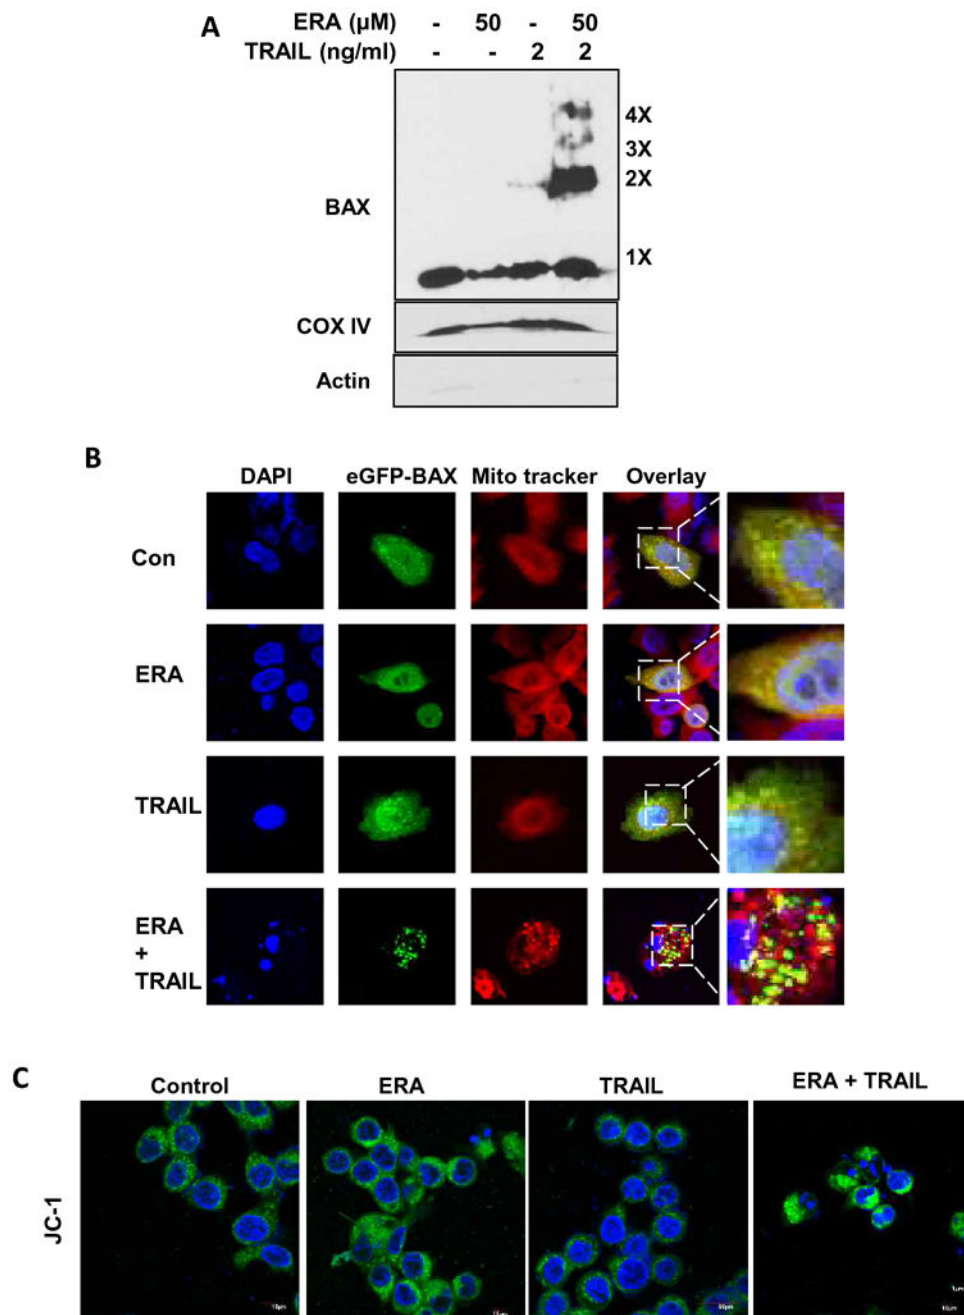 A
ERA (µM) - 50 - 50
TRAIL (ng/ml) - - 2 2
4X
3X
2X
BAX
1X
COX IV
Actin
B
DAPI eGFP-BAX Mito tracker Overlay
Con
ERA
TRAIL
ERA
+
TRAIL
C
Control ERA TRAIL ERA + TRAIL
JC-1
10µm